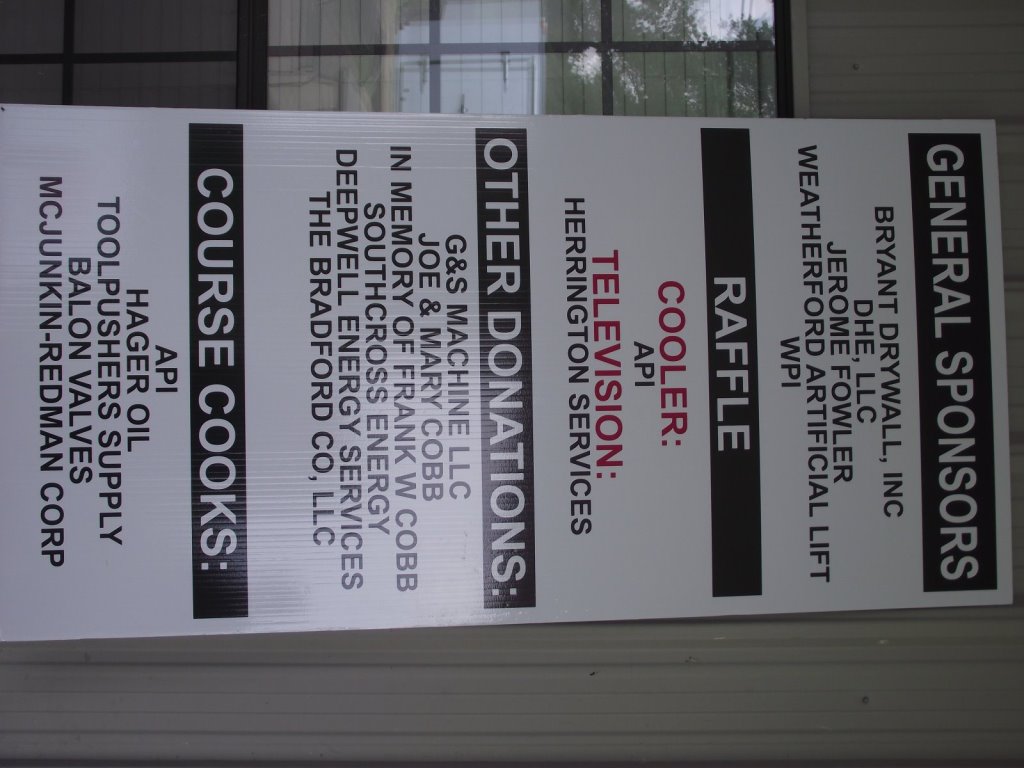 GENERAL SPONSORS
BRYANT DRYWALL, INC
DHE, LLC
JEROME FOWLER
WEATHERFORD ARTIFICIAL LIFT
WPI
RAFFLE
COOLER:
API
TELEVISION:
HERRINGTON SERVICES
OTHER DONATIONS:
G&S MACHINE LLC
JOE & MARY COBB
IN MEMORY OF FRANK W COBB
SOUTHCROSS ENERGY
DEEPWELL ENERGY SERVICES
THE BRADFORD CO, LLC
COURSE COOKS:
API
HAGER OIL
TOOLPUSHERS SUPPLY
BALON VALVES
MCJUNKIN-REDMAN CORP